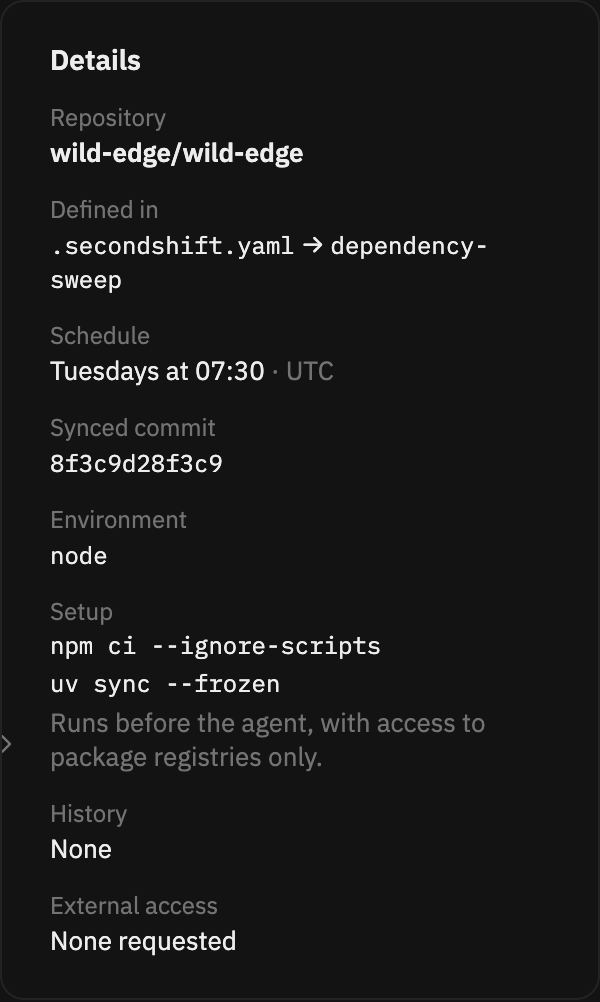 Details
Repository
wild-edge/wild-edge
Defined in
.secondshift.yaml → dependency-
sweep
Schedule
Tuesdays at 07:30 · UTC
Synced commit
8f3c9d28f3c9
Environment
node
Setup
npm ci --ignore-scripts
uv sync --frozen
Runs before the agent, with access to
package registries only.
History
None
External access
None requested